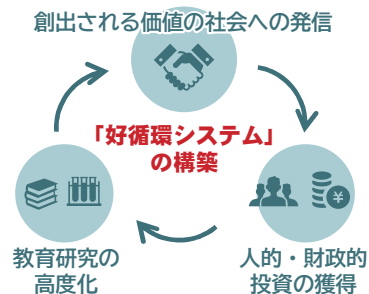 創出される価値の社会への発信
「好循環システム」
の構築
教育研究の
高度化
¥
人的・財政的
投資の獲得